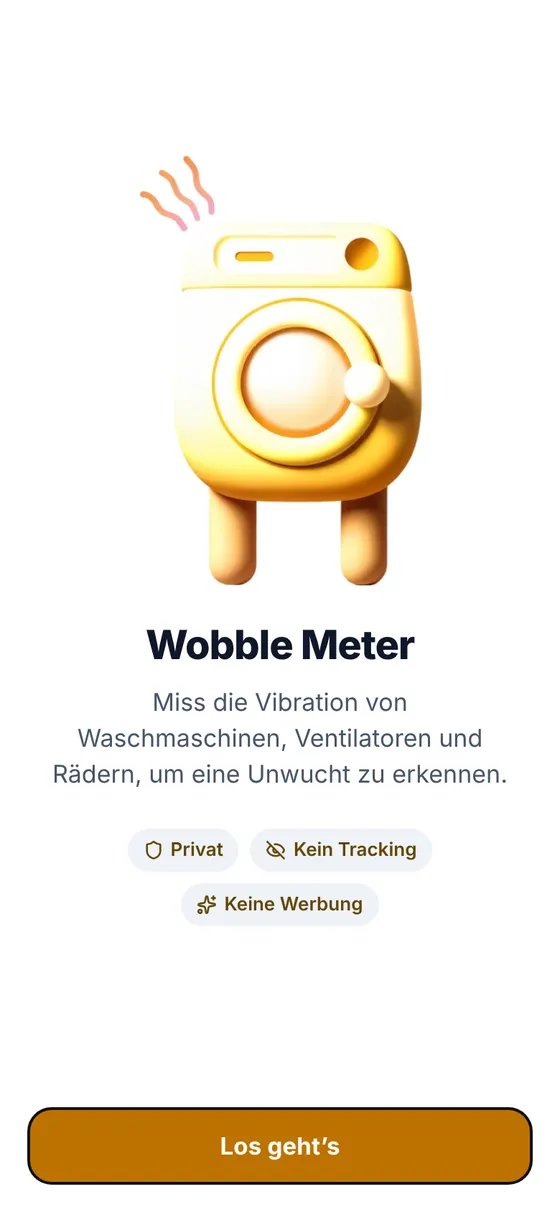 Wobble Meter
Miss die Vibration von
Waschmaschinen, Ventilatoren und
Rädern, um eine Unwucht zu erkennen.
Privat
Kein Tracking
Keine Werbung
Los geht’s